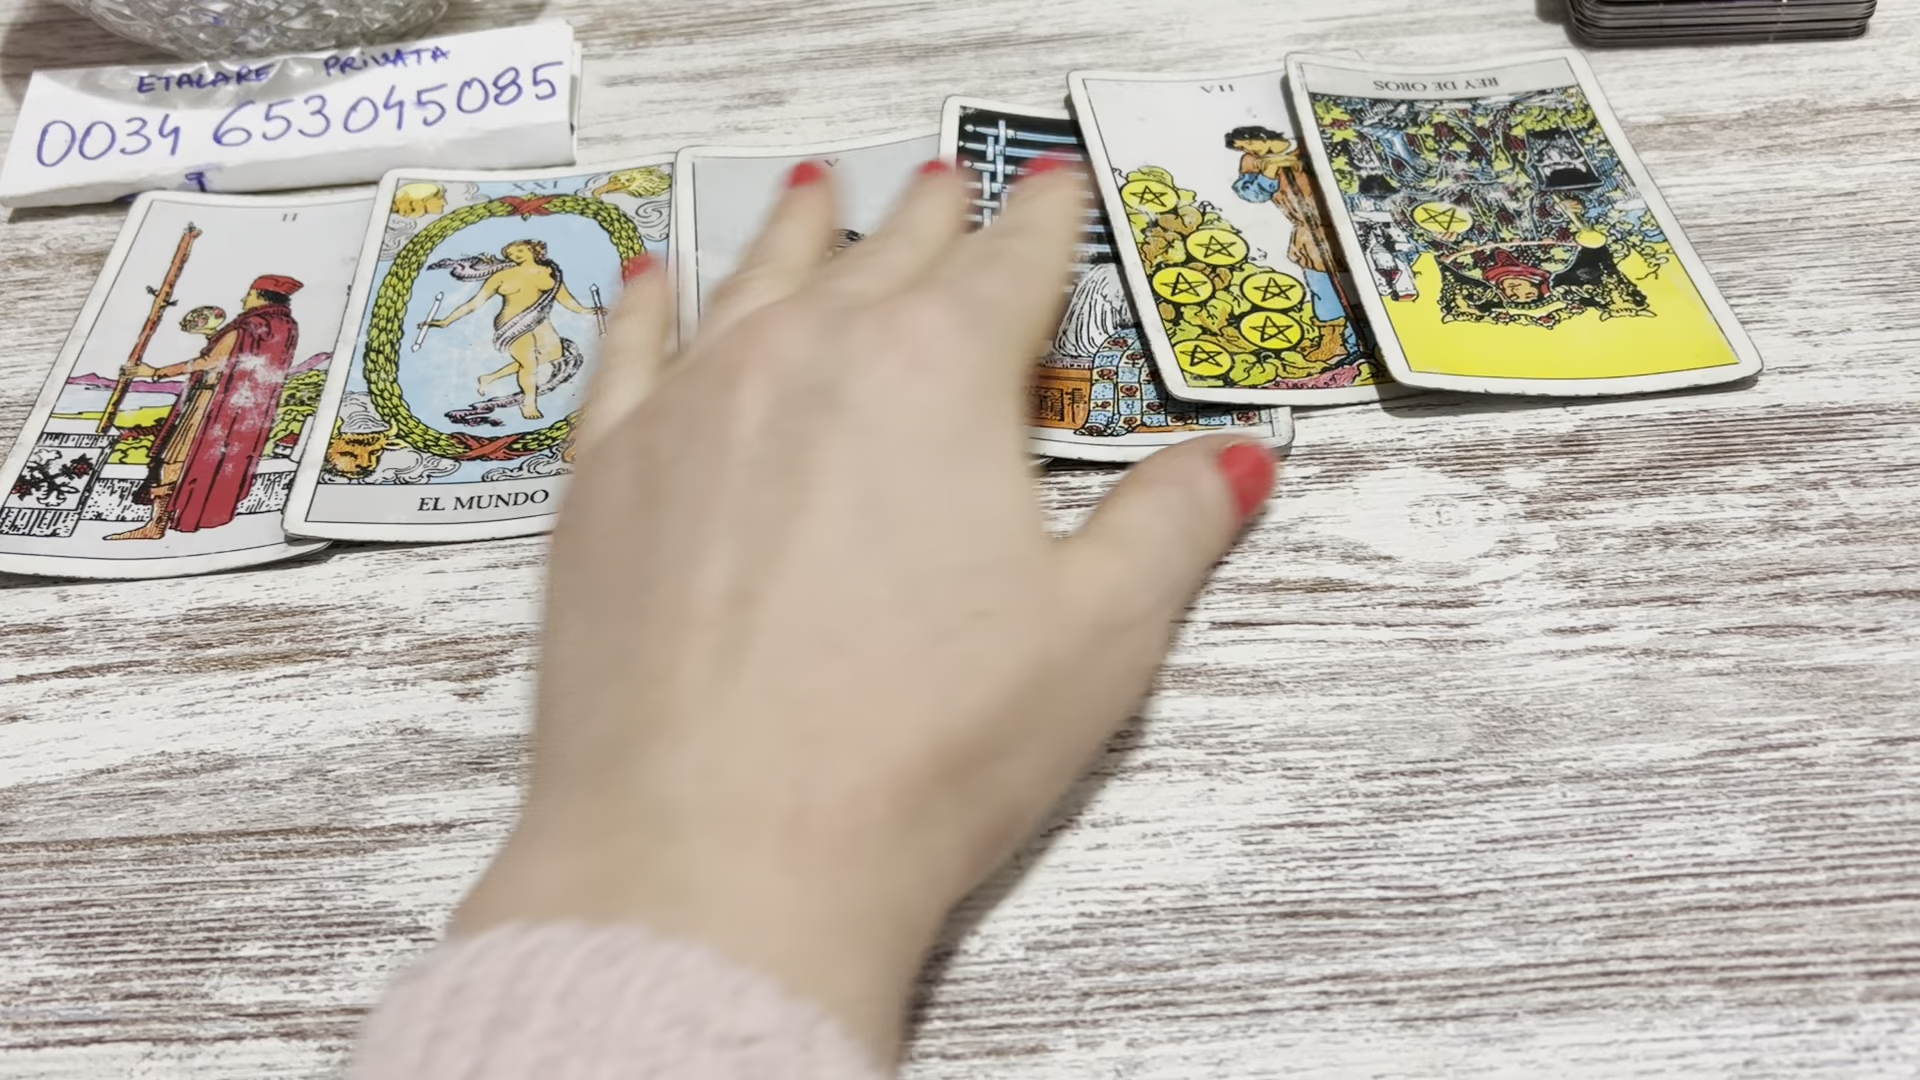 ETALARE PRIVATA
0034 653045085
II
XXI
EL MUNDO
V
VII
REY DE OROS